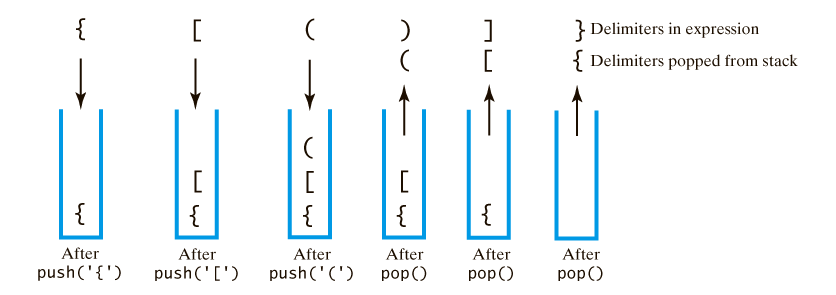 { [ ( ) ] } Delimiters in expression
( [ { Delimiters popped from stack
(
[ [ [
{ { { { {
After After After After After After
push('{') push('[') push('(') pop() pop() pop()